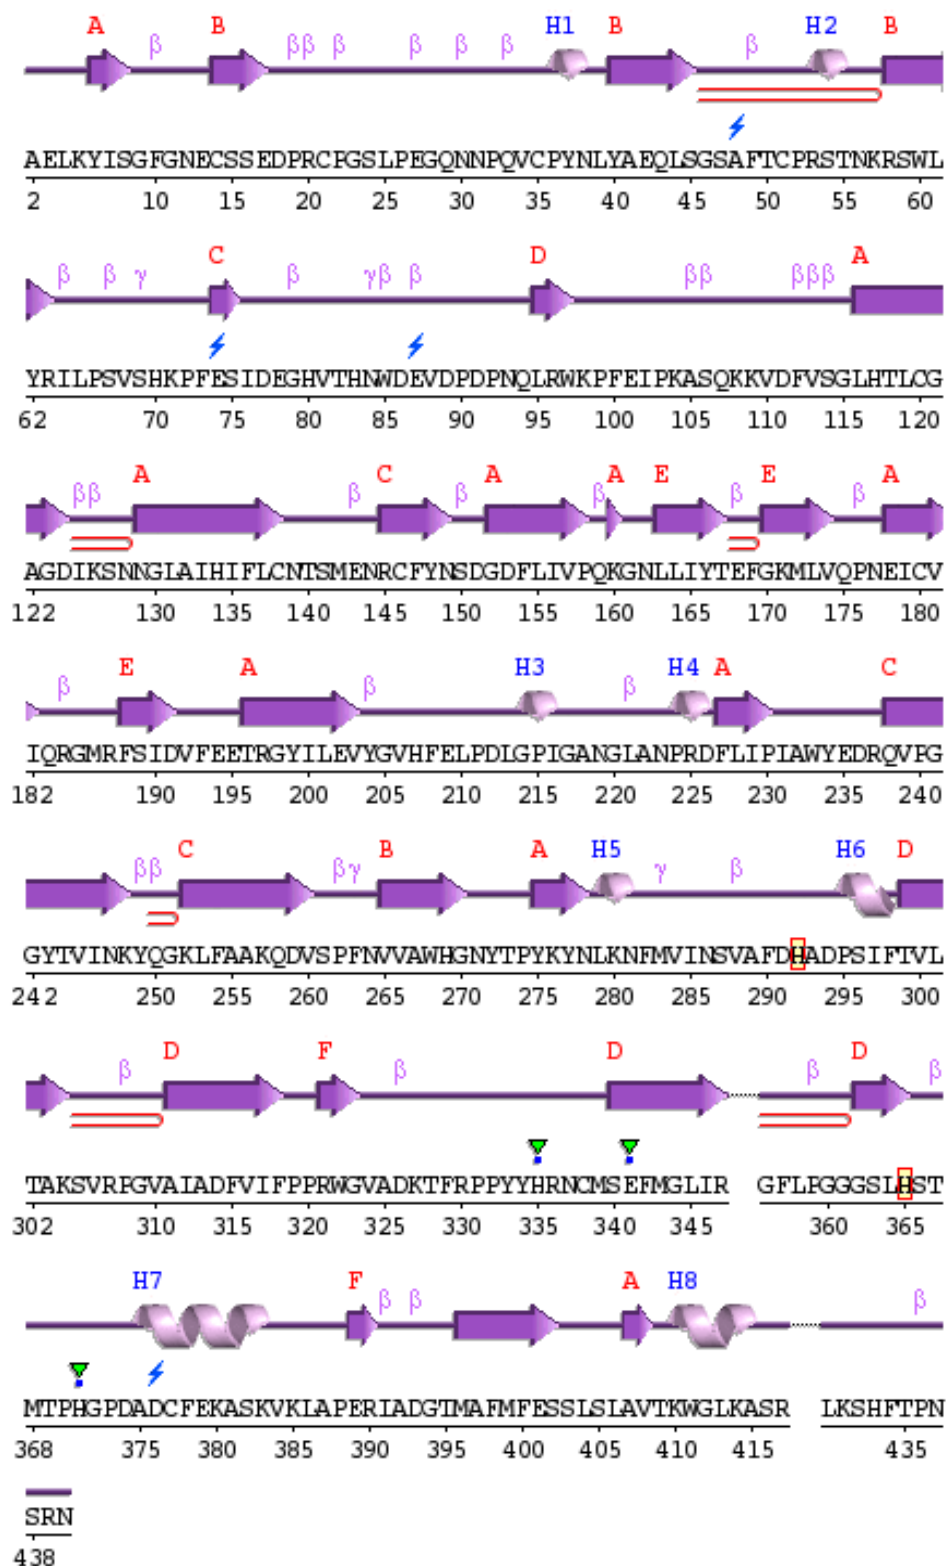 A B H1 B H2 B
β ββ β β β β β
AELKYISGFGNECSSEDPRCPGSLPEGQNNPQVCPYNLYAEQLSGSAFTCPRSTNKRSWL
2 10 15 20 25 30 35 40 45 50 55 60
C D A
β β γ β γβ β ββ βββ
YRILPSVSHKPFESIDEGHVTHNWDEVDPDPNQLRWKPFEIPKASQKKVDFVSGLHTLCG
62 70 75 80 85 90 95 100 105 110 115 120
A C A A E E A
ββ β β β β β
AGDIKSNNGLAIHIFLCNTSMENRCFYNSDGDFLIVPQKGNLLIYTEFGKMLVQPNEICV
122 130 135 140 145 150 155 160 165 170 175 180
E A H3 H4 A C
β β β
IQRGMRFSIDVFEETRGYILEVYGVHFELPDLGPIGANGLANPRDFLIPIAWYEDRQVPG
182 190 195 200 205 210 215 220 225 230 235 240
C B A H5 H6 D
ββ βγ γ β
GYTVINKYQGKLFAAKQDVSPFNVVAWHGNYTPYKYNLKNFMVINSVAFDHADPSIFTVL
242 250 255 260 265 270 275 280 285 290 295 300
D F D D
β β β β
TAKSVRPGVAIADFVIFPPRWGVADKTFRPPYYHRNCMSEFMGLIR GFLPGGGSLHST
302 310 315 320 325 330 335 340 345 360 365
H7 F A H8
β β β
MTPHGPDADCFEKASKVKLAPERIADGTMAFMFESSLSLAVTKWGLKASR LKSHFTPN
368 375 380 385 390 395 400 405 410 415 435
SRN
438